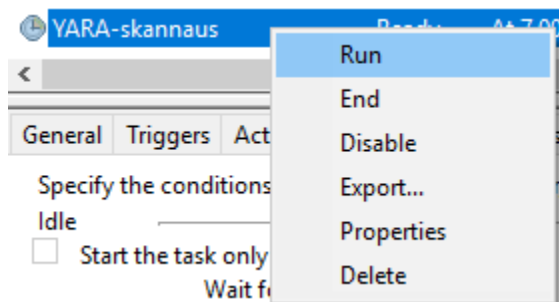 YARA-skannaus Ready At 7.00
Run
End
General Triggers Act Disable
Specify the conditions Export...
Idle Properties
Start the task only Delete
Wait fo